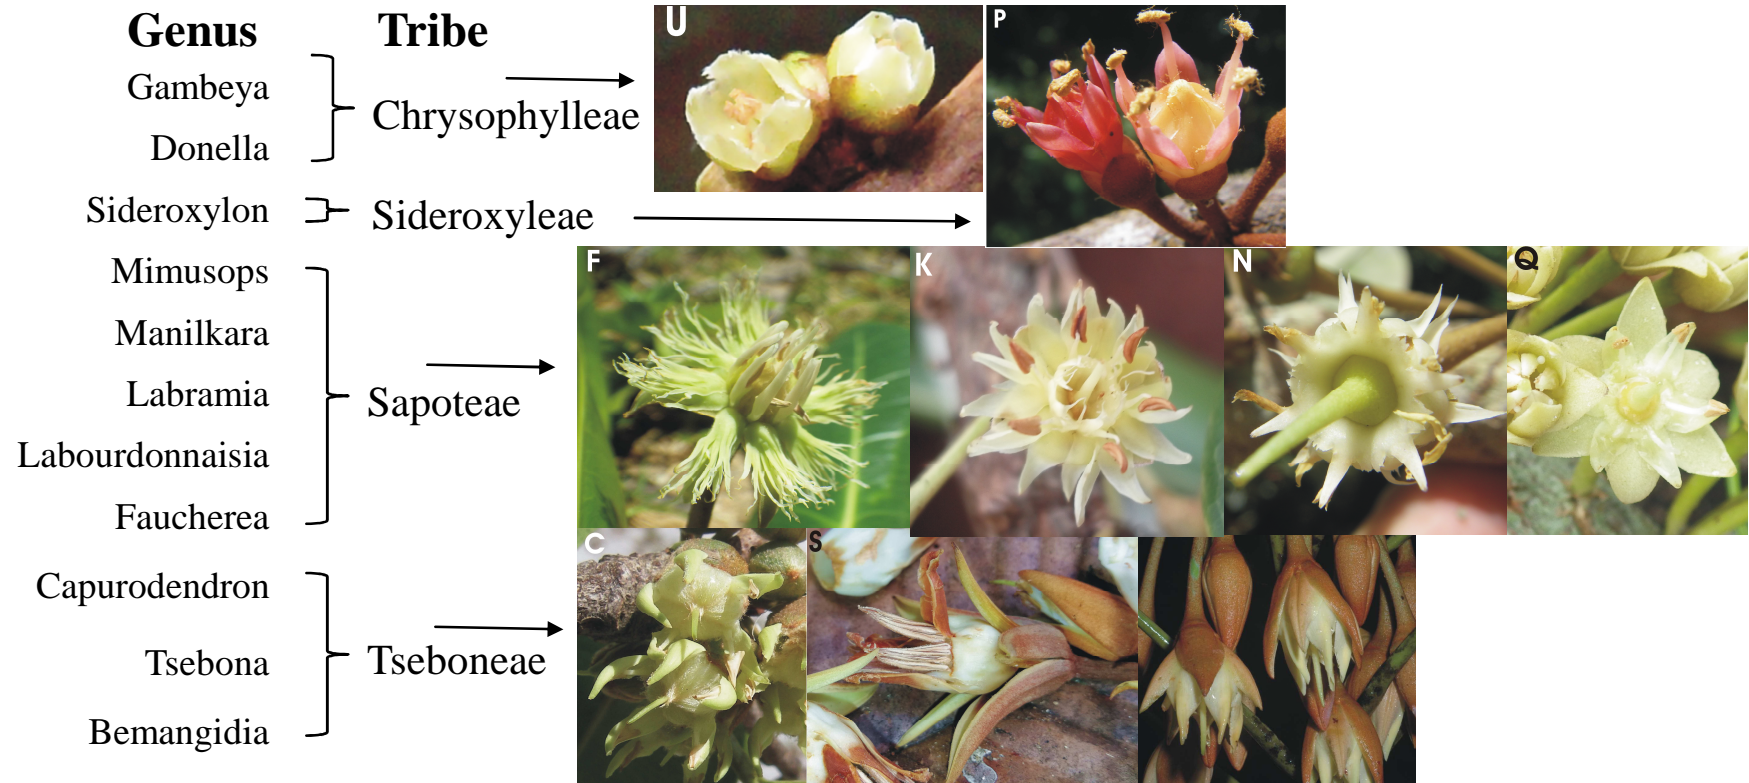 Genus Tribe
Gambeya
Donella
Chrysophylleae
Sideroxylon
Sideroxyleae
Mimusops
Manilkara
Labramia
Labourdonnaisia
Faucherea
Sapoteae
Capurodendron
Tsebona
Bemangidia
Tseboneae
U
P
F
K
N
Q
C
S